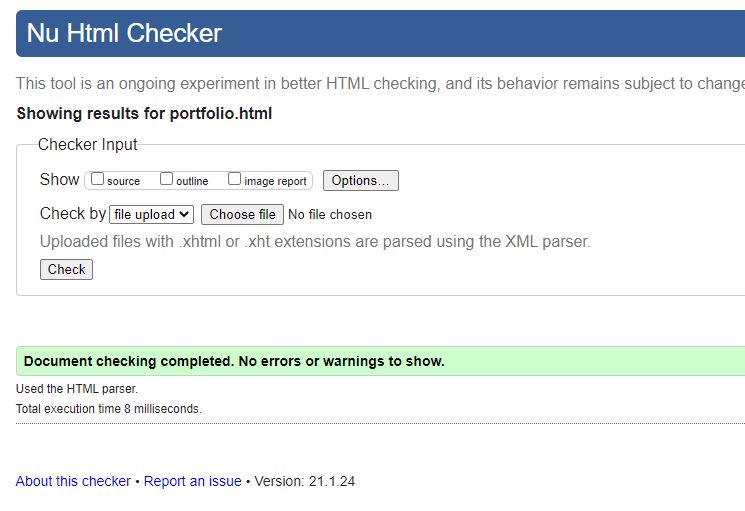 Nu Html Checker
This tool is an ongoing experiment in better HTML checking, and its behavior remains subject to change
Showing results for portfolio.html
Checker Input
Show source outline image report Options...
Check by file upload Choose file No file chosen
Uploaded files with .xhtml or .xht extensions are parsed using the XML parser.
Check
Document checking completed. No errors or warnings to show.
Used the HTML parser.
Total execution time 8 milliseconds.
About this checker • Report an issue • Version: 21.1.24